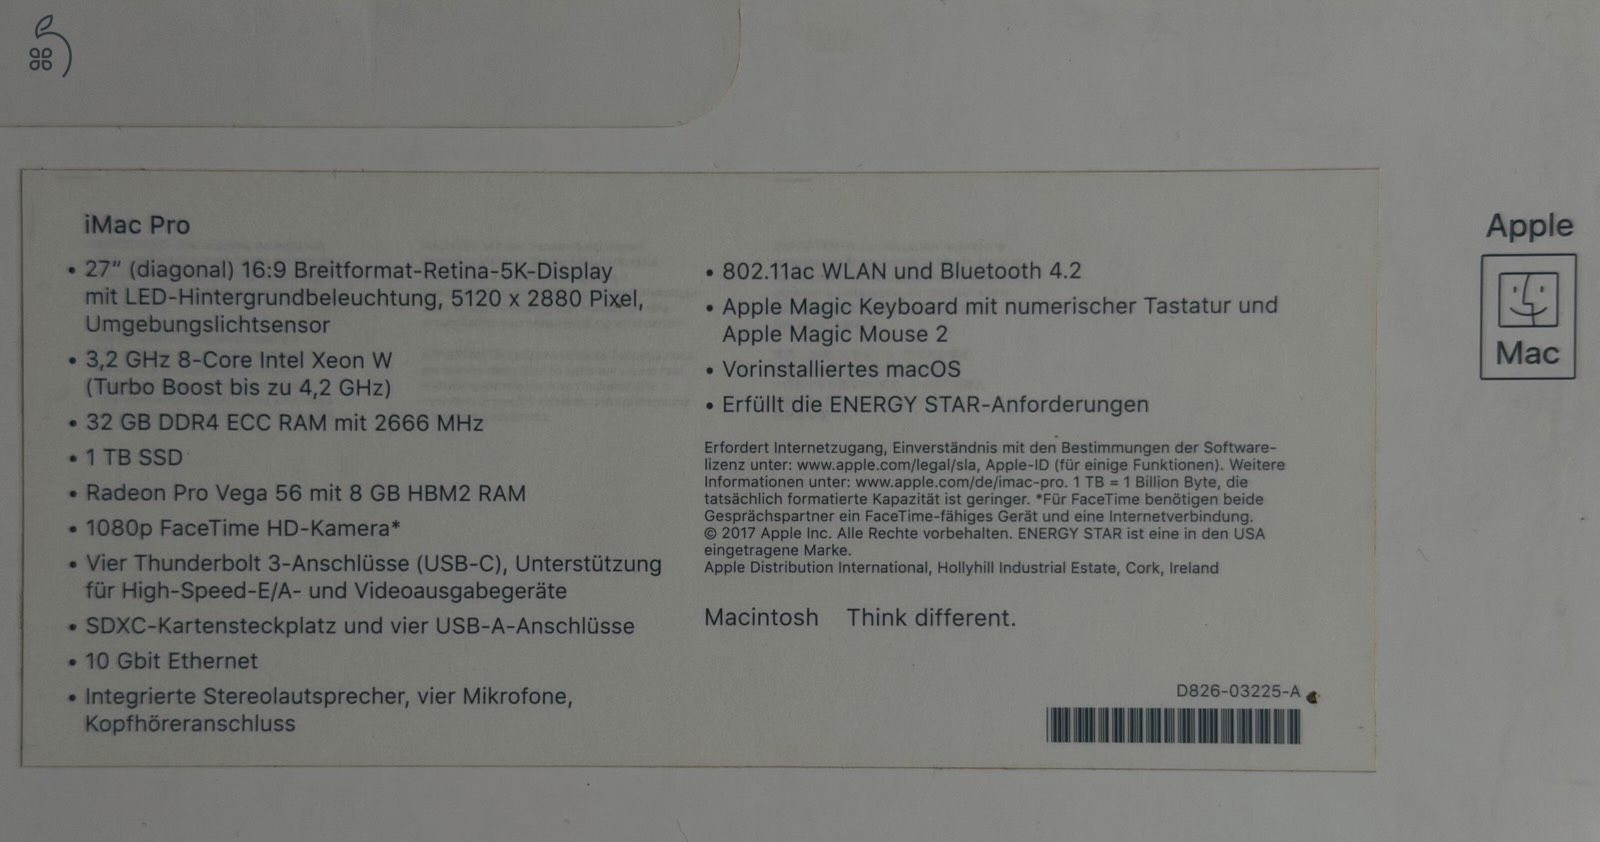 iMac Pro
• 27“ (diagonal) 16:9 Breitformat-Retina-5K-Display
mit LED-Hintergrundbeleuchtung, 5120 x 2880 Pixel,
Umgebungslichtsensor
• 3,2 GHz 8-Core Intel Xeon W
(Turbo Boost bis zu 4,2 GHz)
• 32 GB DDR4 ECC RAM mit 2666 MHz
• 1 TB SSD
• Radeon Pro Vega 56 mit 8 GB HBM2 RAM
• 1080p FaceTime HD-Kamera*
• Vier Thunderbolt 3-Anschlüsse (USB-C), Unterstützung
für High-Speed-E/A- und Videoausgabegeräte
• SDXC-Kartensteckplatz und vier USB-A-Anschlüsse
• 10 Gbit Ethernet
• Integrierte Stereolautsprecher, vier Mikrofone,
Kopfhöreranschluss
• 802.11ac WLAN und Bluetooth 4.2
• Apple Magic Keyboard mit numerischer Tastatur und
Apple Magic Mouse 2
• Vorinstalliertes macOS
• Erfüllt die ENERGY STAR-Anforderungen
Erfordert Internetzugang, Einverständnis mit den Bestimmungen der Software-
lizenz unter: www.apple.com/legal/sla, Apple-ID (für einige Funktionen). Weitere
Informationen unter: www.apple.com/de/imac-pro. 1 TB = 1 Billion Byte, die
tatsächlich formatierte Kapazität ist geringer. *Für FaceTime benötigen beide
Gesprächspartner ein FaceTime-fähiges Gerät und eine Internetverbindung.
© 2017 Apple Inc. Alle Rechte vorbehalten. ENERGY STAR ist eine in den USA
eingetragene Marke.
Apple Distribution International, Hollyhill Industrial Estate, Cork, Ireland
Macintosh Think different.
D826-03225-A
Apple
Mac